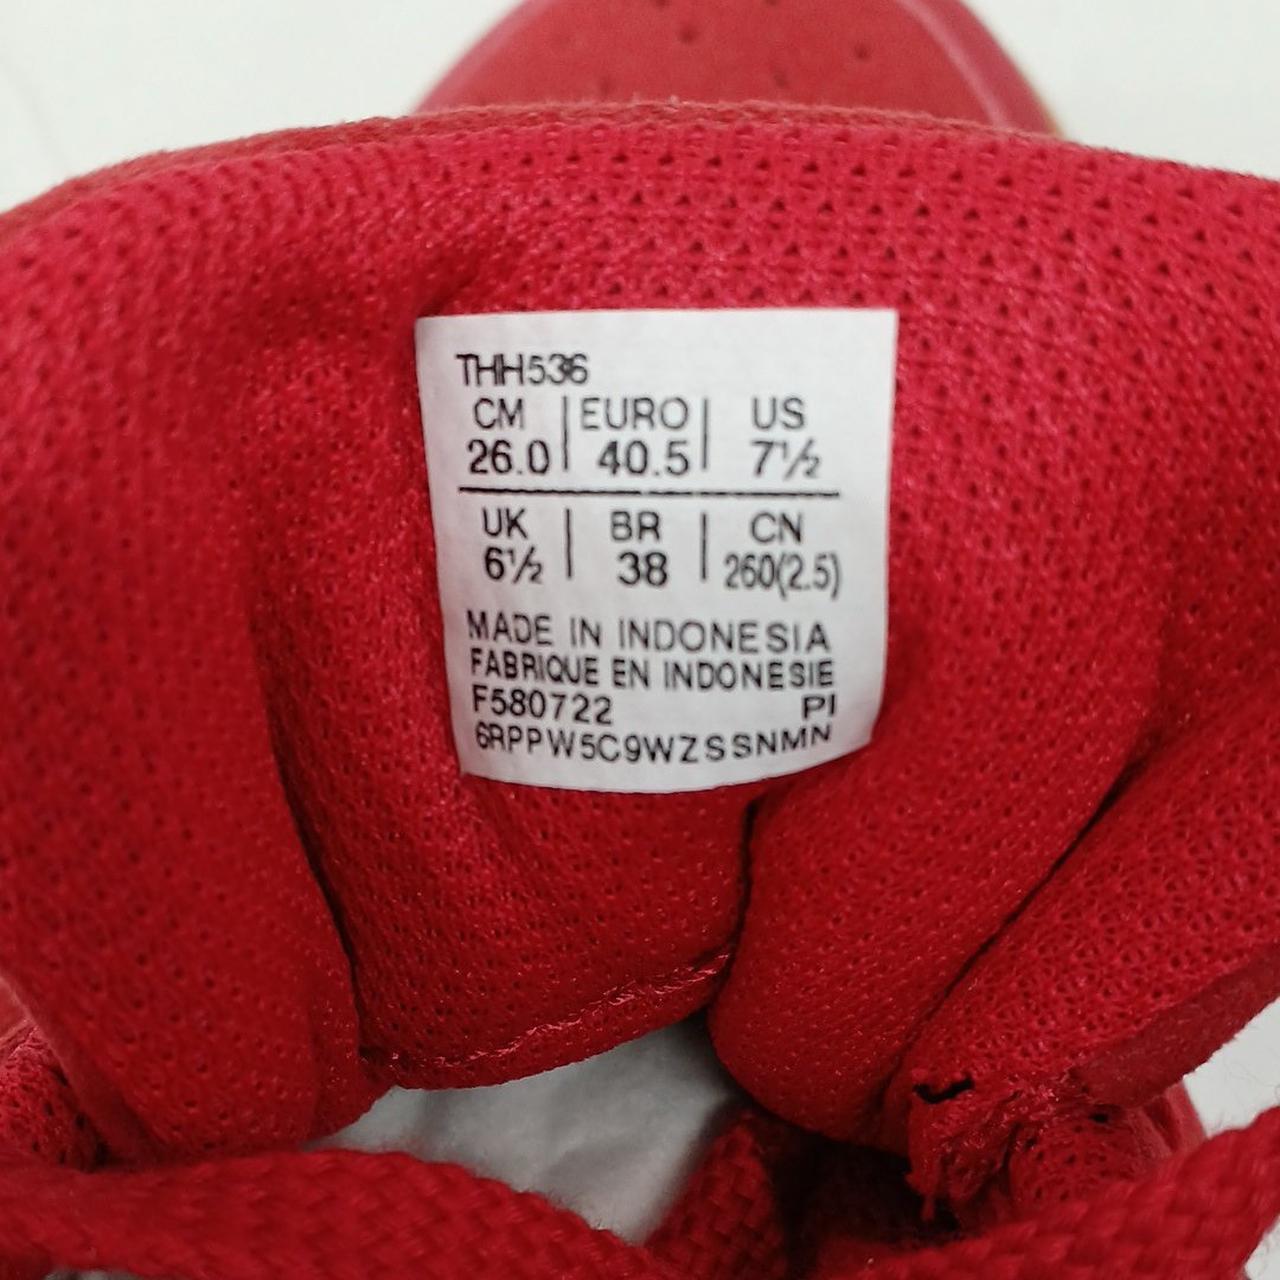 THH536
CM | EURO | US
26.0 | 40.5 | 7½
UK | BR | CN
6½ | 38 | 260(2.5)
MADE IN INDONESIA
FABRIQUE EN INDONESIE
F580722 PI
6RPPW5C9WZSSNMN